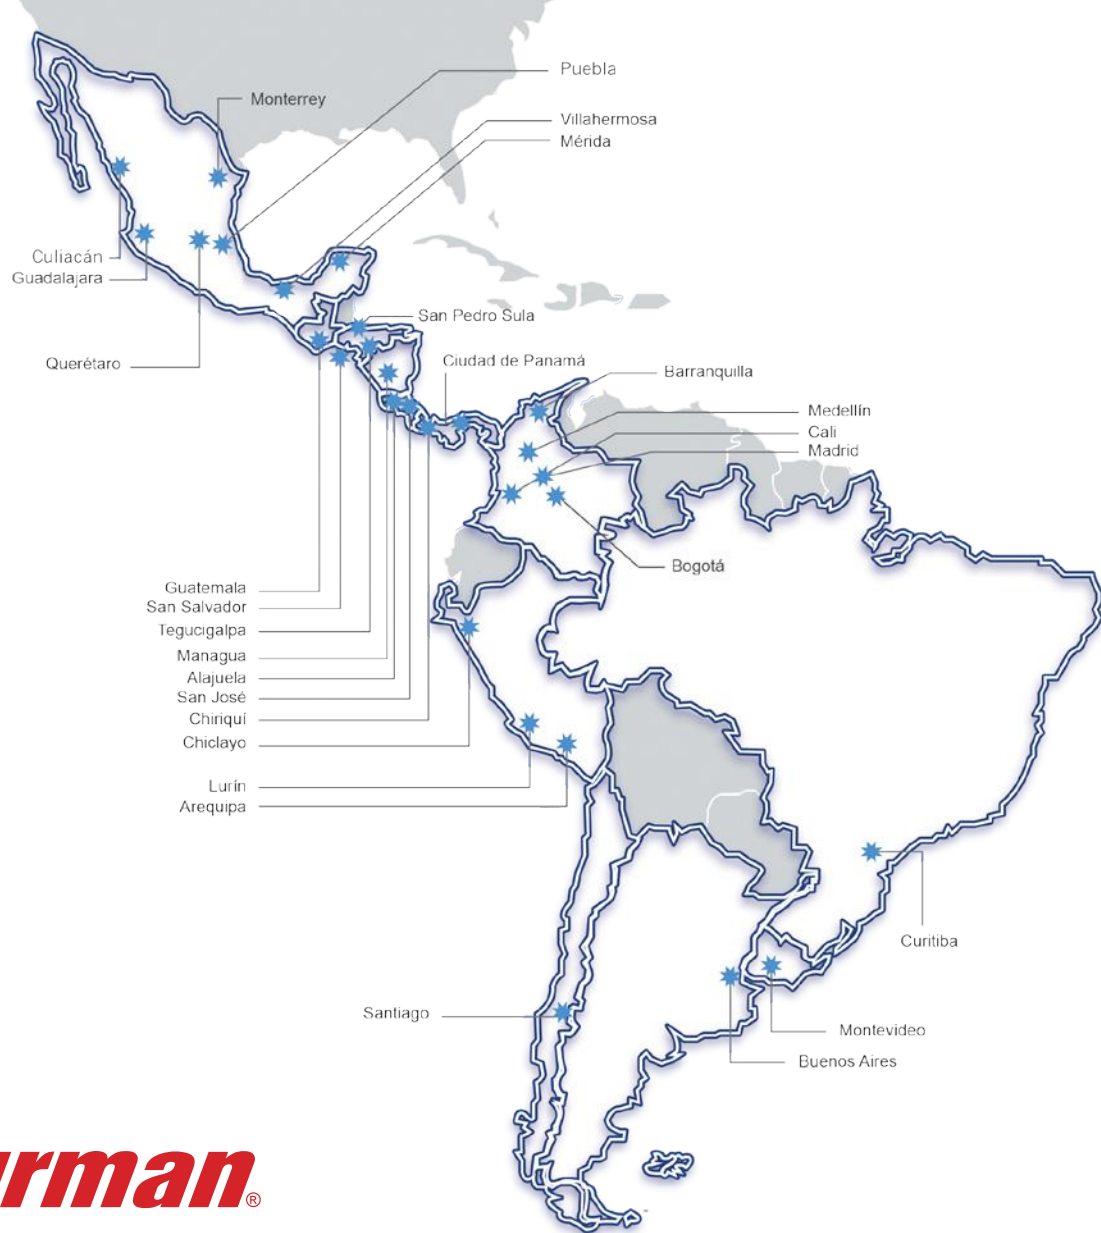 Puebla
Monterrey
Villahermosa
Mérida
Culiacán
Guadalajara
San Pedro Sula
Querétaro
Ciudad de Panamá
Barranquilla
Medellín
Cali
Madrid
Bogotá
Guatemala
San Salvador
Tegucigalpa
Managua
Alajuela
San José
Chiriquí
Chiclayo
Lurín
Arequipa
Curitiba
Santiago
Montevideo
Buenos Aires
urman®